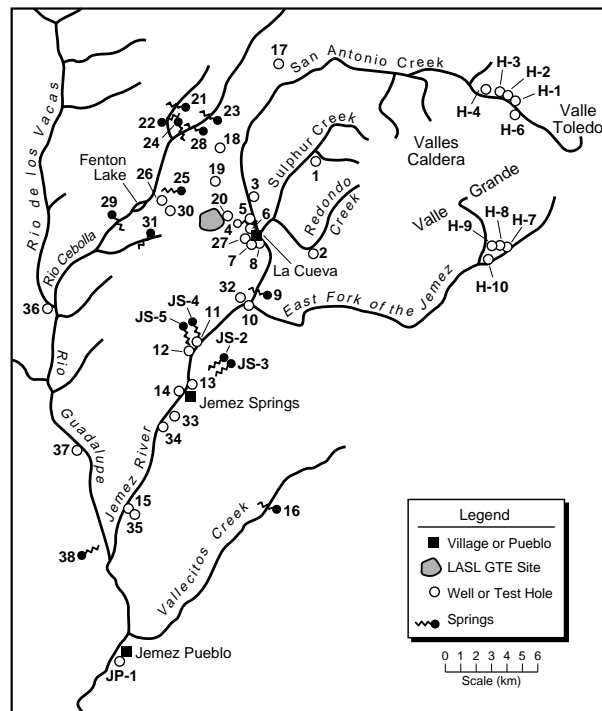 17
San Antonio Creek
H-3
H-2
H-1
H-4
H-6
Valle
Toledo
21
22
23
24
28
18
Rio de los Vacas
Sulphur Creek
Valles
Caldera
Fenton
Lake
26
25
19
3
1
Redondo
Creek
Valle Grande
29
30
20
5
6
4
31
27
7
8
La Cueva
2
H-9
H-8
H-7
H-10
Rio Cebolla
36
32
9
10
East Fork of the Jemez
JS-4
JS-5
11
12
JS-2
JS-3
Rio
Guadalupe
14
13
Jemez Springs
33
34
37
Jemez River
15
35
16
38
Vallecitos Creek
Jemez Pueblo
JP-1
Legend
Village or Pueblo
LASL GTE Site
Well or Test Hole
Springs
0 1 2 3 4 5 6
Scale (km)